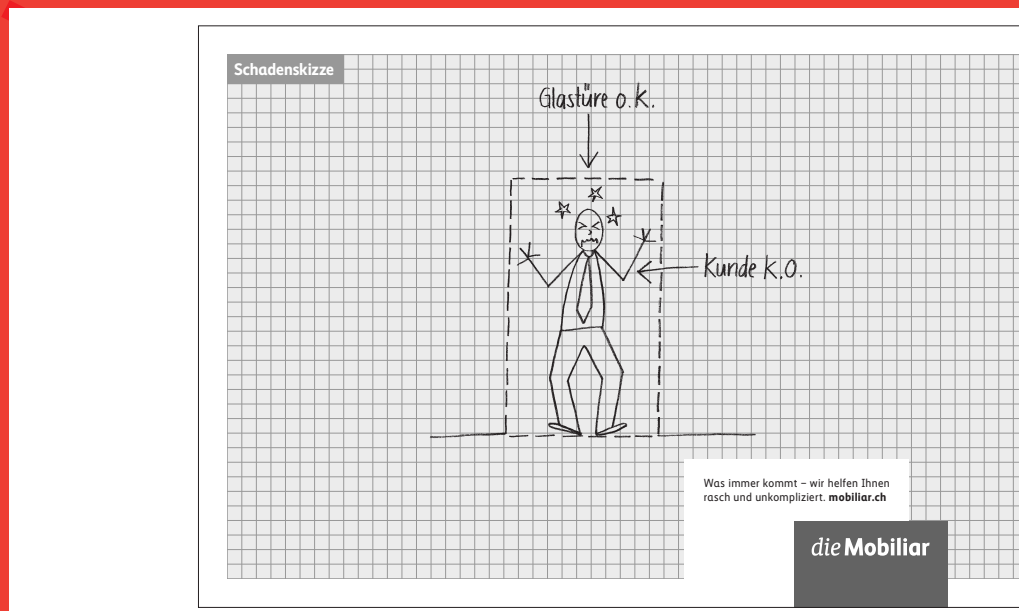 Schadenskizze
Glastüre o.k.
Kunde K.O.
Was immer kommt – wir helfen Ihnen
rasch und unkompliziert. mobiliar.ch
die Mobiliar